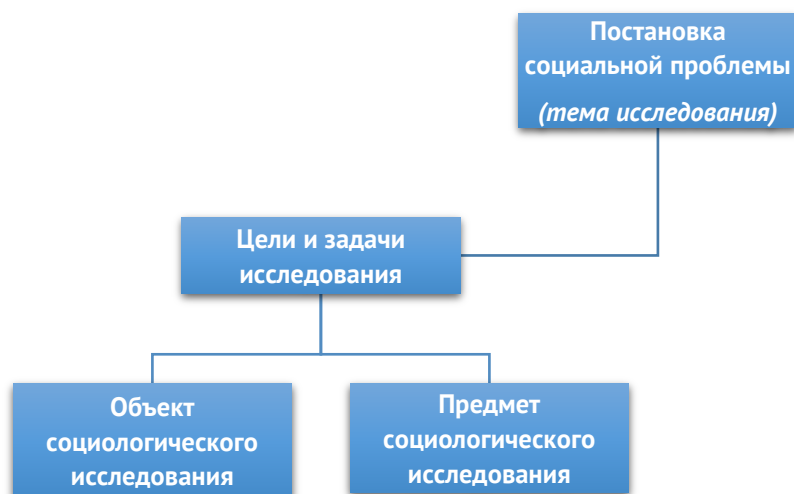 Постановка
социальной проблемы
(тема исследования)
Цели и задачи
исследования
Объект
социологического
исследования
Предмет
социологического
исследования